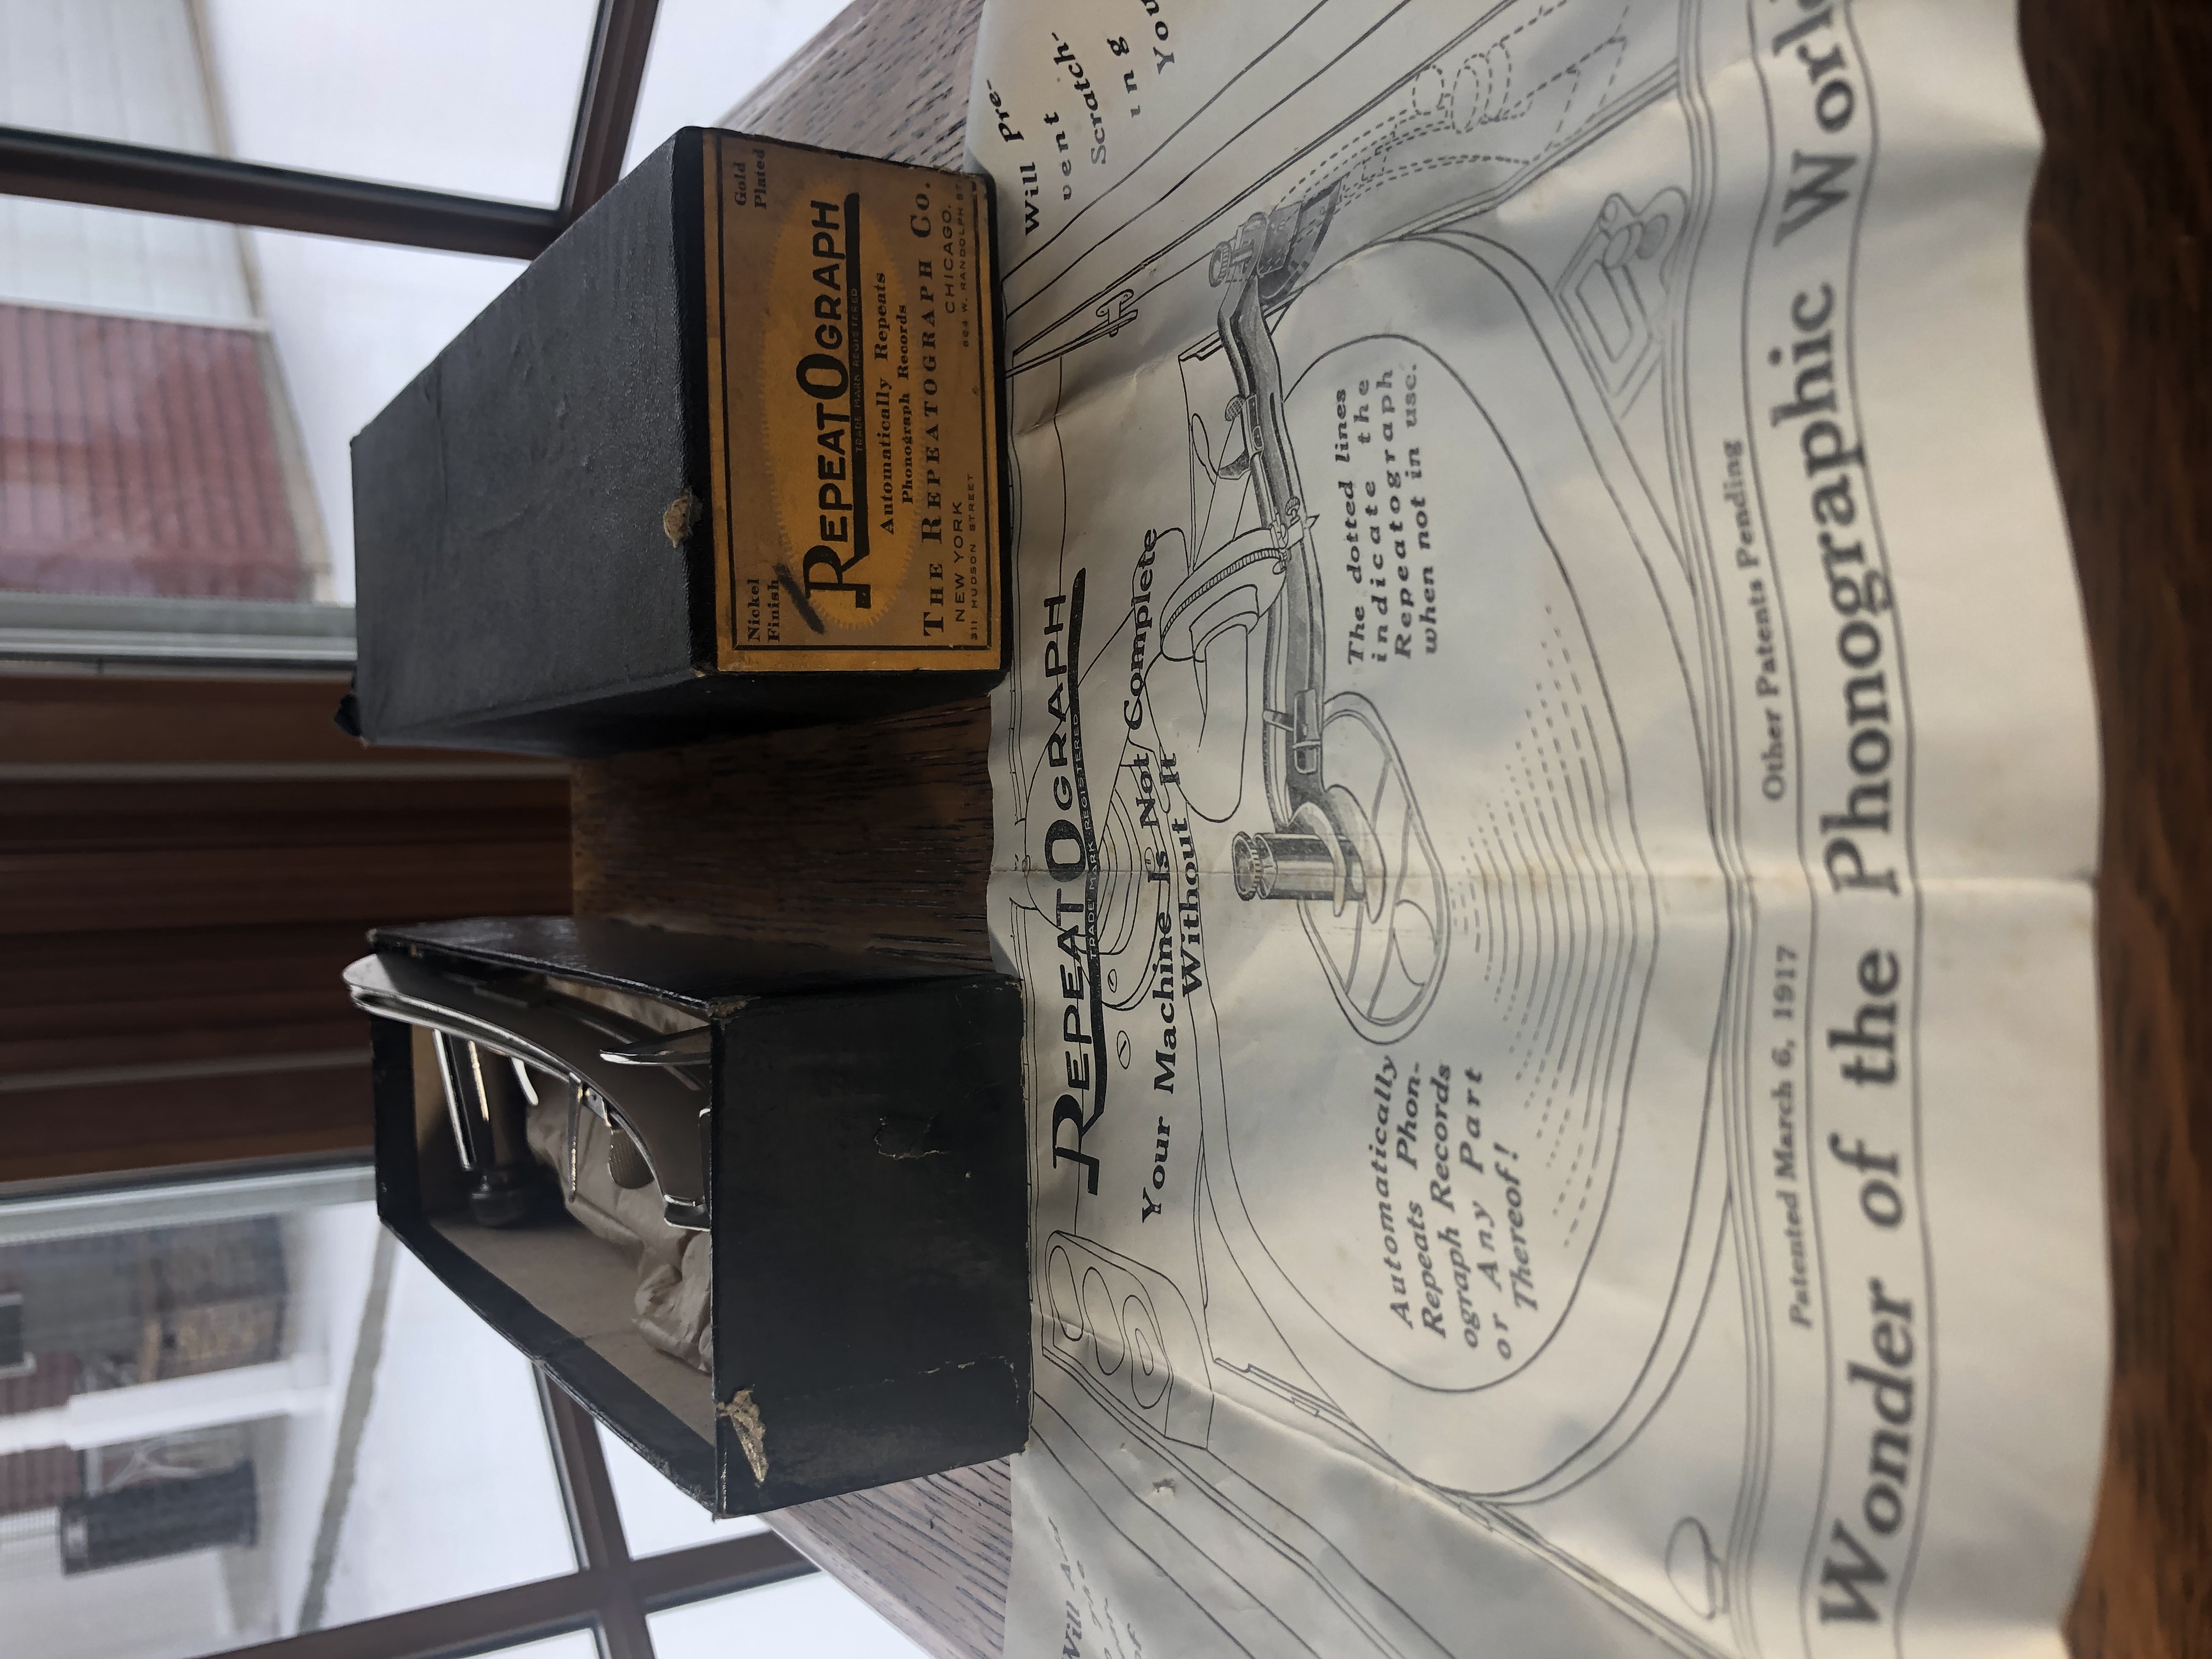 Nickel
Finish
Gold
Plated
REPEATOGRAPH
TRADE MARK REGISTERED
Automatically Repeats
Phonograph Records
THE REPEATOGRAPH CO.
NEW YORK
CHICAGO.
311 HUDSON STREET
564 W. RANDOLPH ST
Will Pre-
vent
Scratch-
ing
You
REPEATOGRAPH
TRADE MARK REGISTERED
Your Machine Is Not Complete
Without It
Automatically
Repeats Phon-
ograph Records
or Any Part
Thereof!
The dotted lines
indicate the
Repeatograph
when not in use.
Patented March 6, 1917
Other Patents Pending
Wonder of the Phonographic World